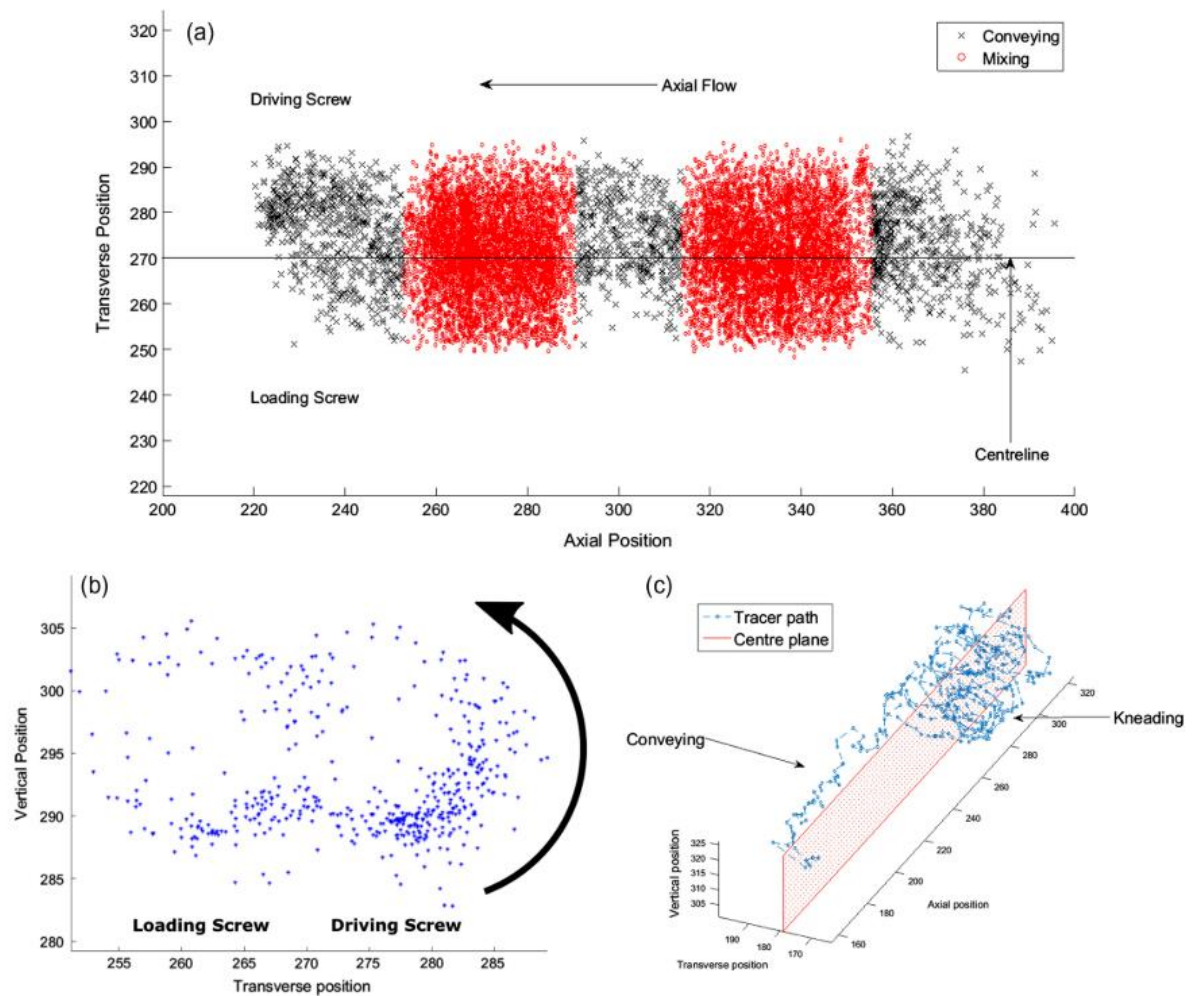 (a)
Conveying
Mixing
Axial Flow
Driving Screw
Loading Screw
Centreline
Transverse Position
320
310
300
290
280
270
260
250
240
230
220
200 220 240 260 280 300 320 340 360 380 400
Axial Position
(b)
Vertical Position
305
300
295
290
285
280
Loading Screw Driving Screw
255 260 265 270 275 280 285
Transverse position
(c)
Tracer path
Centre plane
Conveying
Kneading
Vertical position
325
320
315
310
305
190 180 170
Transverse position
320
300
280
260
240
220
200
180
160
Axial position